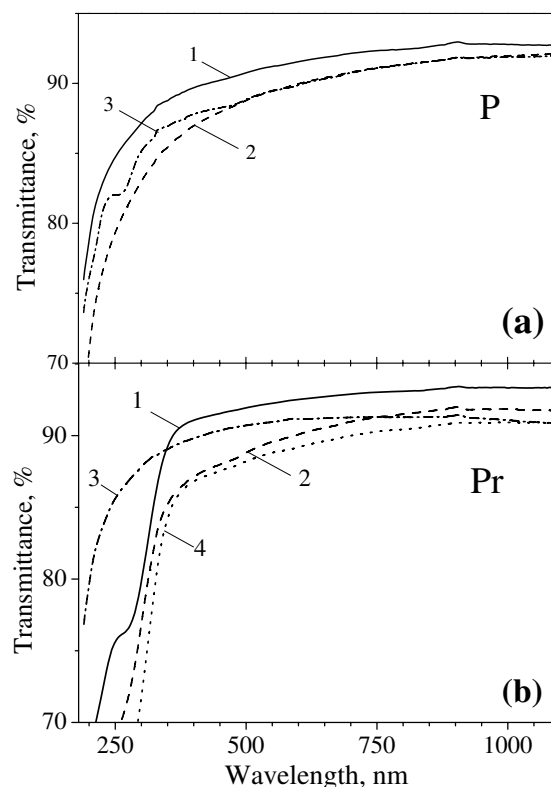 90
80
70
Transmittance, %
1
3
2
P
(a)
90
80
70
Transmittance, %
1
3
2
4
Pr
(b)
250
500
750
1000
Wavelength, nm